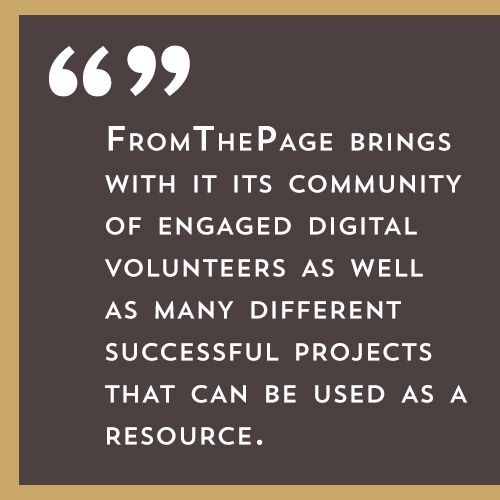 “ ”
FromThePage brings
with it its community
of engaged digital
volunteers as well
as many different
successful projects
that can be used as a
resource.